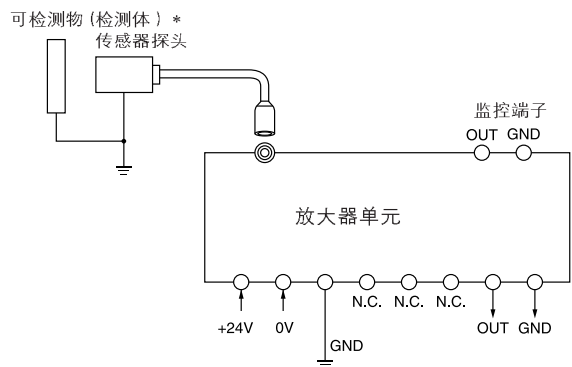 可检测物（检测体）*
传感器探头
监控端子
OUT GND
放大器单元
N.C. N.C. N.C.
+24V 0V OUT GND
GND